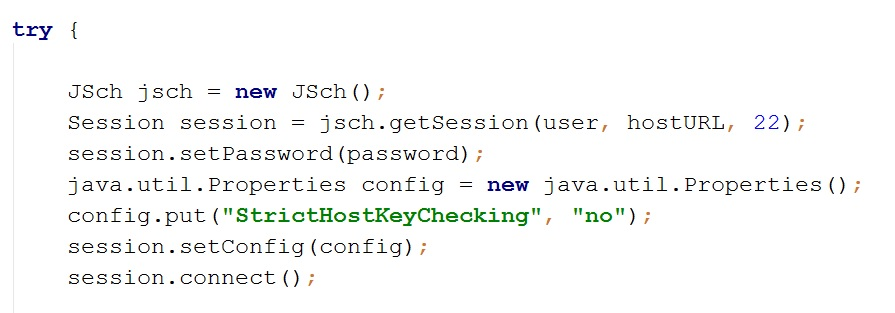 try {
JSch jsch = new JSch();
Session session = jsch.getSession(user, hostURL, 22);
session.setPassword(password);
java.util.Properties config = new java.util.Properties();
config.put("StrictHostKeyChecking", "no");
session.setConfig(config);
session.connect();